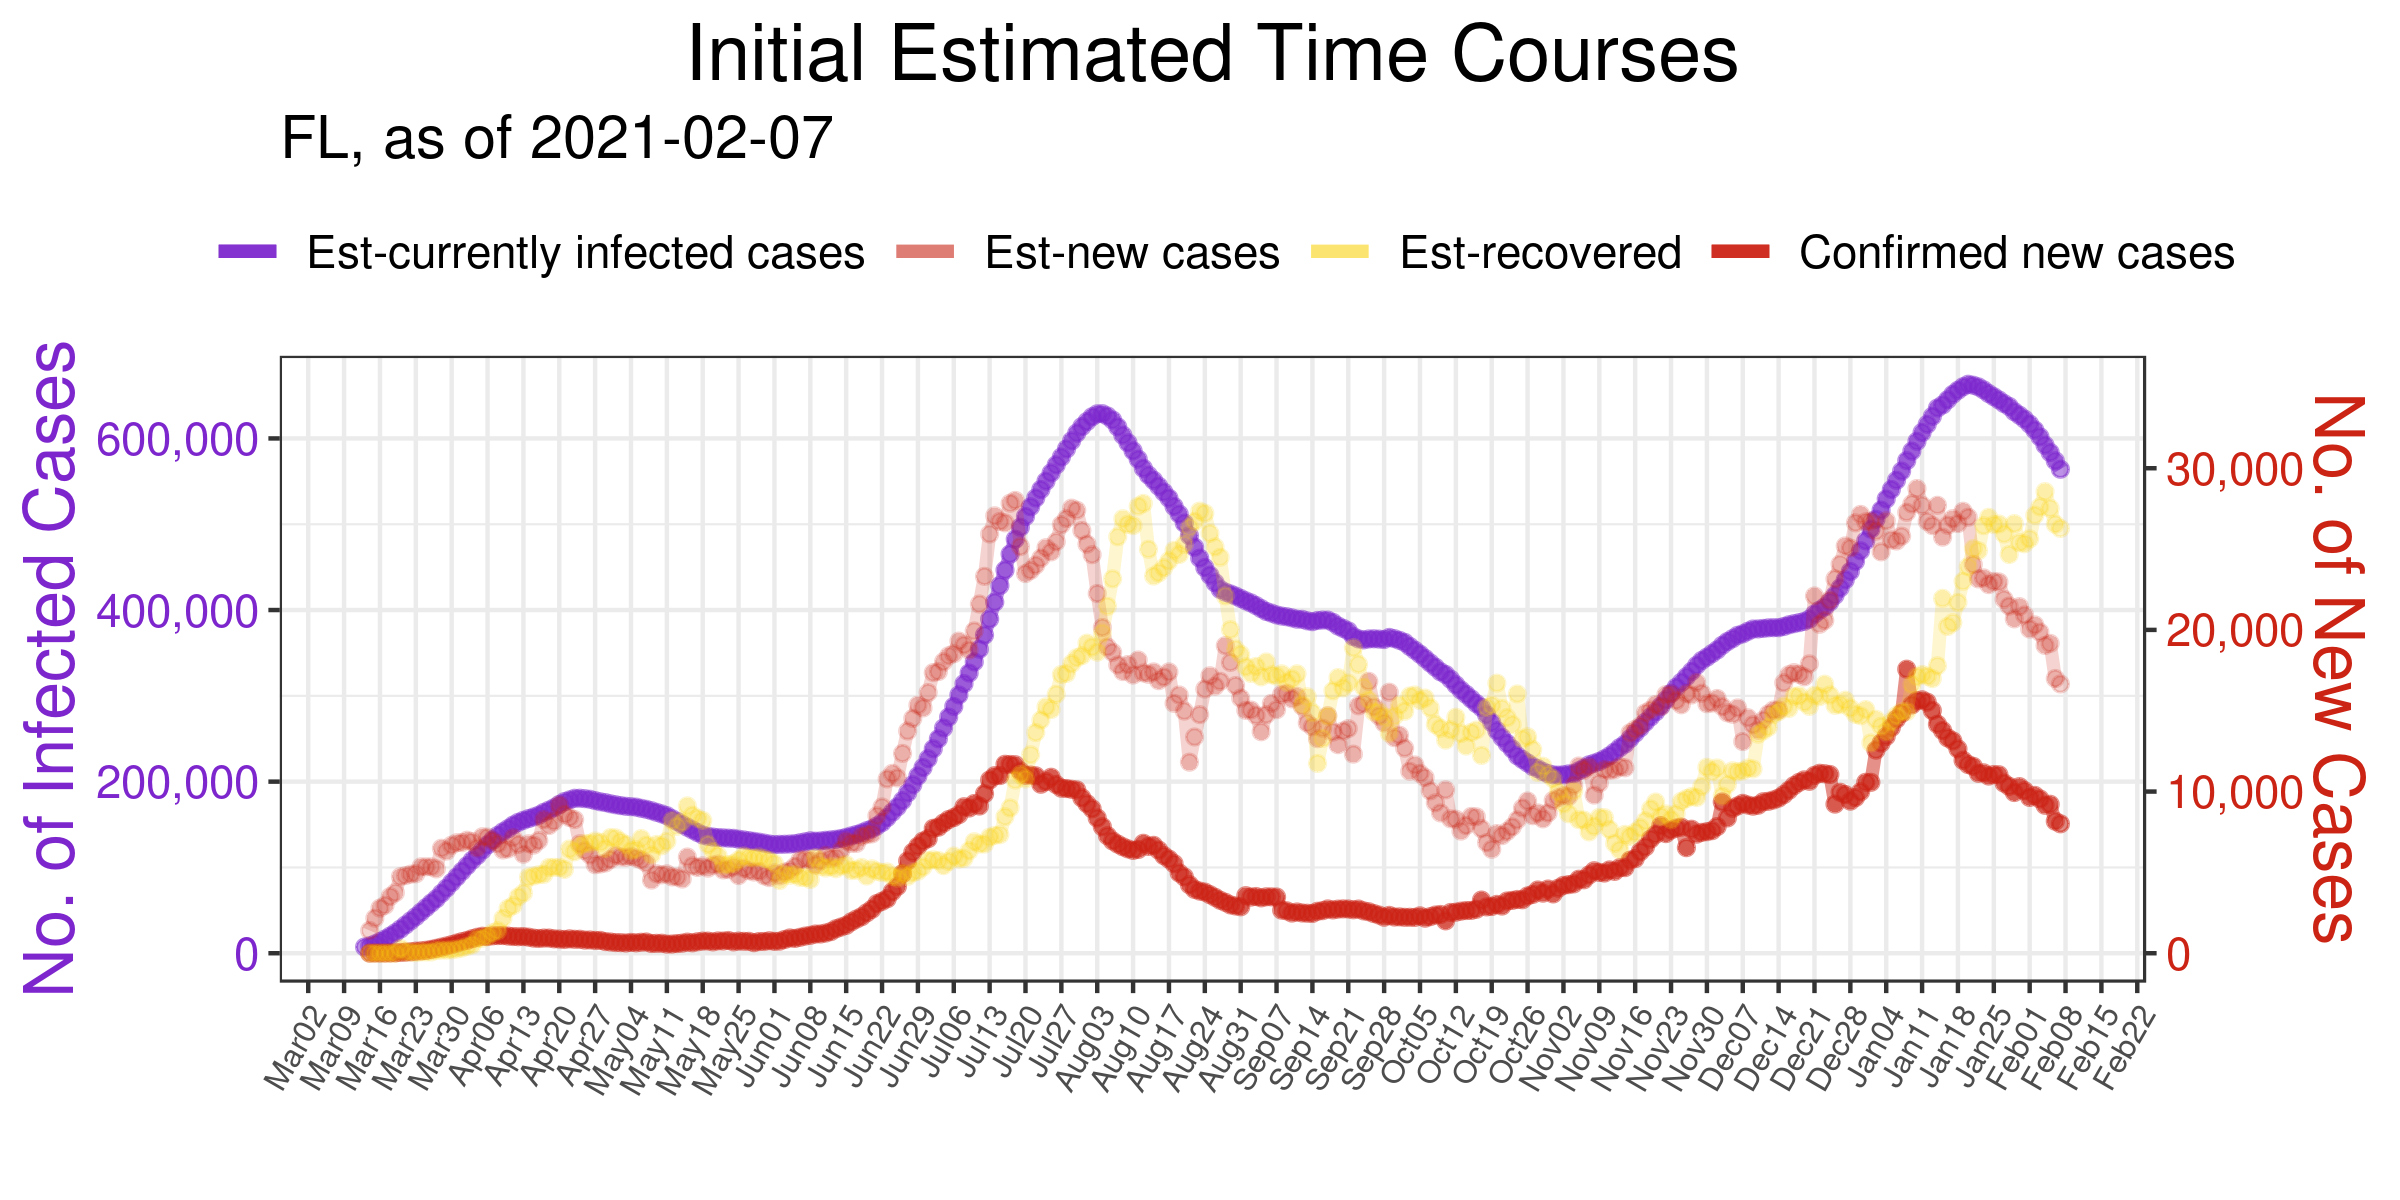 Initial Estimated Time Courses
FL, as of 2021-02-07
Est-currently infected cases
Est-new cases
Est-recovered
Confirmed new cases
No. of Infected Cases
600,000
400,000
200,000
0
30,000
20,000
10,000
0
No. of New Cases
Mar02
Mar09
Mar16
Mar23
Mar30
Apr06
Apr13
Apr20
Apr27
May04
May11
May18
May25
Jun01
Jun08
Jun15
Jun22
Jun29
Jul06
Jul13
Jul20
Jul27
Aug03
Aug10
Aug17
Aug24
Aug31
Sep07
Sep14
Sep21
Sep28
Oct05
Oct12
Oct19
Oct26
Nov02
Nov09
Nov16
Nov23
Nov30
Dec07
Dec14
Dec21
Dec28
Jan04
Jan11
Jan18
Jan25
Feb01
Feb08
Feb15
Feb22